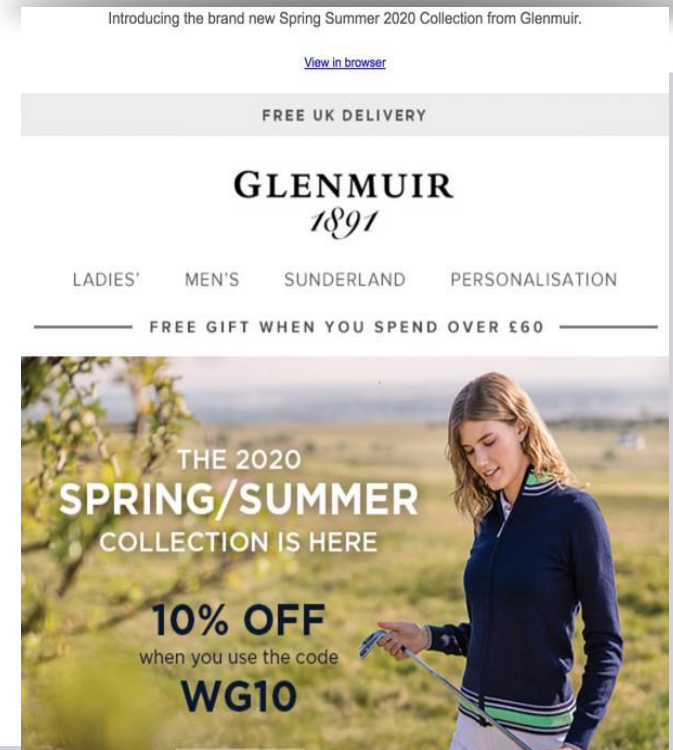 Introducing the brand new Spring Summer 2020 Collection from Glenmuir.
View in browser
FREE UK DELIVERY
GLENMUIR
1891
LADIES' MEN'S SUNDERLAND PERSONALISATION
FREE GIFT WHEN YOU SPEND OVER £60
THE 2020
SPRING/SUMMER
COLLECTION IS HERE
10% OFF
when you use the code
WG10